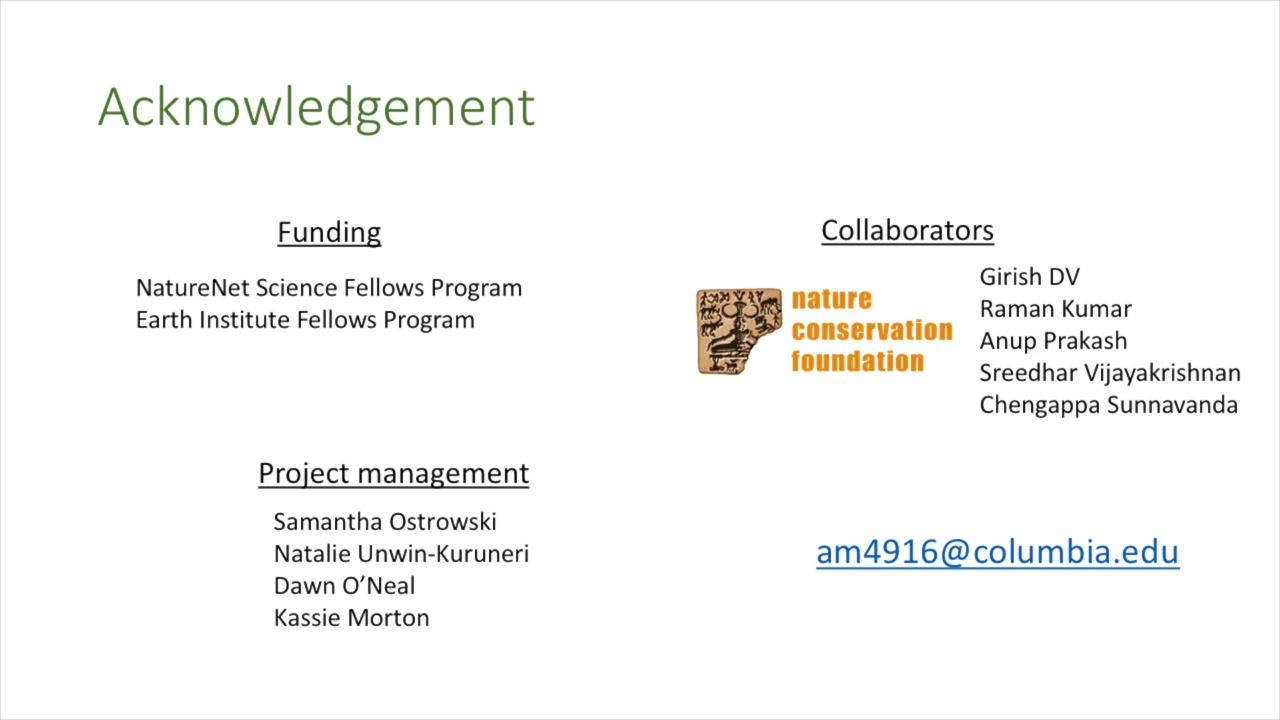 Acknowledgement
Funding
NatureNet Science Fellows Program
Earth Institute Fellows Program
Collaborators
nature
conservation
foundation
Girish DV
Raman Kumar
Anup Prakash
Sreedhar Vijayakrishnan
Chengappa Sunnavanda
Project management
Samantha Ostrowski
Natalie Unwin-Kuruneri
Dawn O’Neal
Kassie Morton
am4916@columbia.edu